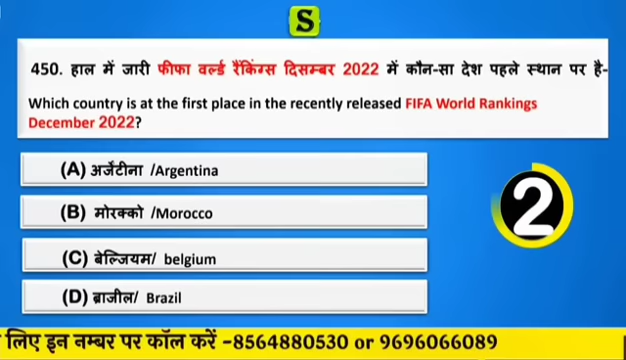 S
450. हाल में जारी फीफा वर्ल्ड रैंकिंग्स दिसम्बर 2022 में कौन-सा देश पहले स्थान पर है-
Which country is at the first place in the recently released FIFA World Rankings
December 2022?
(A) अर्जेंटीना /Argentina
(B) मोरक्को /Morocco
(C) बेल्जियम/ belgium
(D) ब्राजील/ Brazil
2
लिए इन नम्बर पर कॉल करें -8564880530 or 9696066089